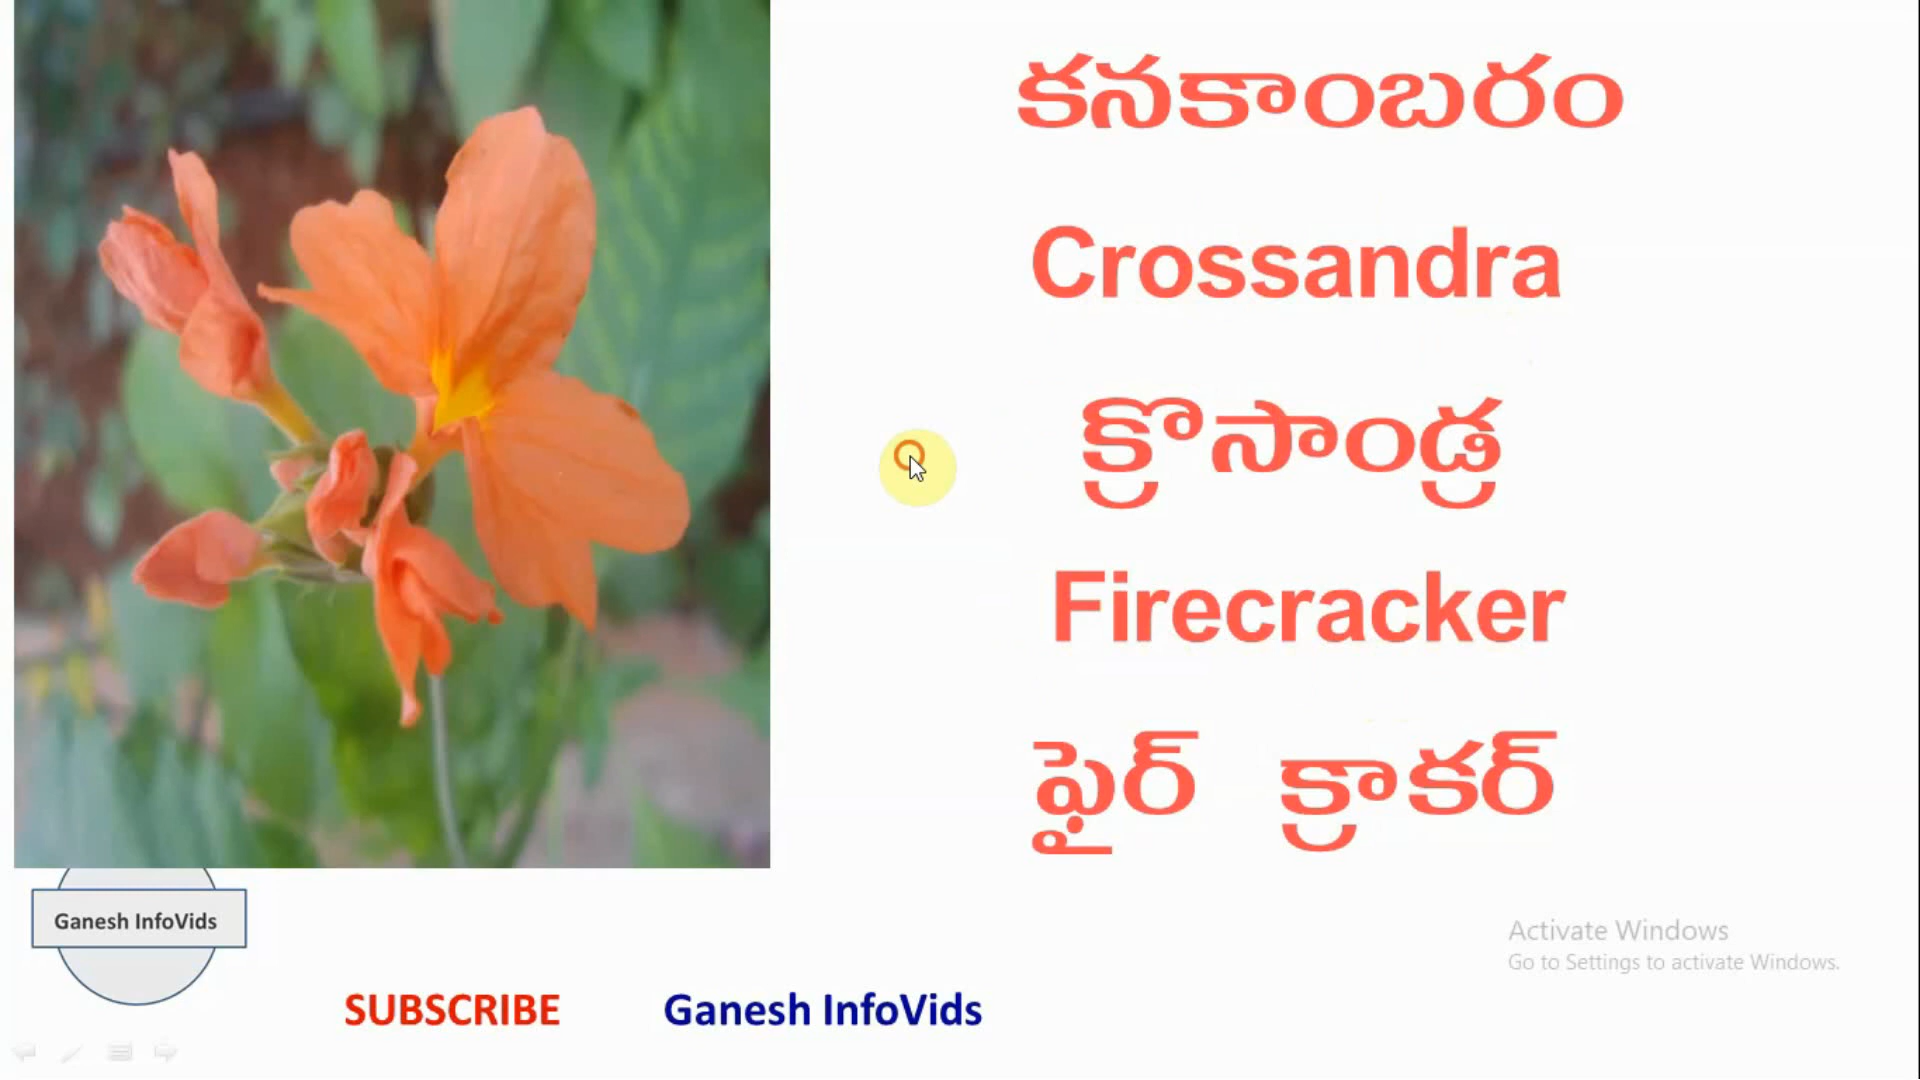 కనకాంబరం
Crossandra
క్రొసాండ్ర
Firecracker
ఫైర్ క్రాకర్
Ganesh InfoVids
Activate Windows
Go to Settings to activate Windows.
SUBSCRIBE Ganesh InfoVids